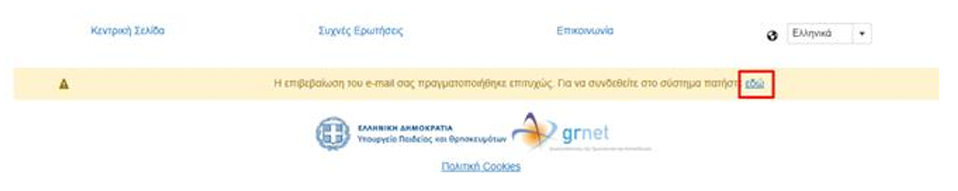 Κεντρική Σελίδα
Συχνές Ερωτήσεις
Επικοινωνία
Ελληνικά
Η επιβεβαίωση του e-mail σας πραγματοποιήθηκε επιτυχώς. Για να συνδεθείτε στο σύστημα πατήστε εδώ
ΕΛΛΗΝΙΚΗ ΔΗΜΟΚΡΑΤΙΑ
Υπουργείο Παιδείας και Θρησκευμάτων
grnet
Πολιτική Cookies